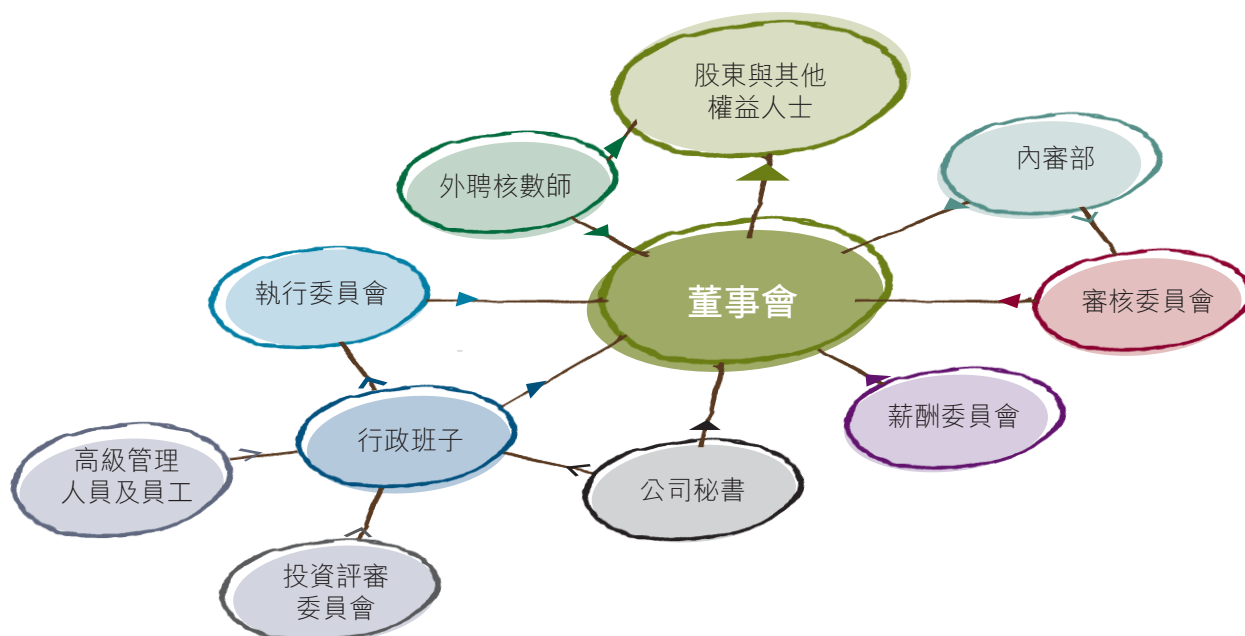 股東與其他
權益人士
內審部
外聘核數師
執行委員會
董事會
審核委員會
薪酬委員會
行政班子
高級管理
人員及員工
公司秘書
投資評審
委員會